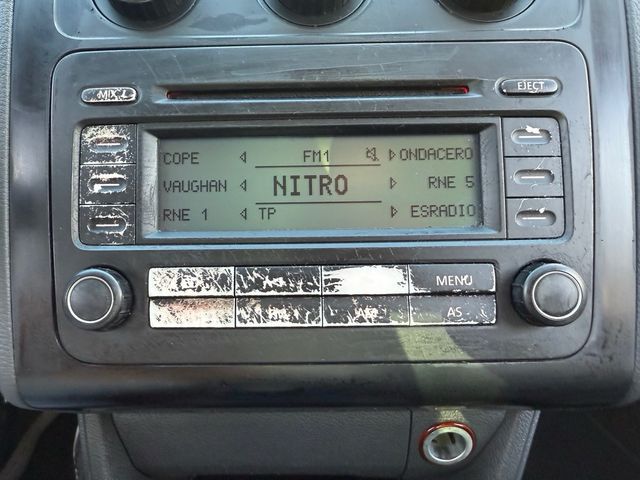 MIX
EJECT
COPE FM1 ONDACERO
VAUGHAN NITRO RNE 5
RNE 1 TP ESRADIO
MENU
AS